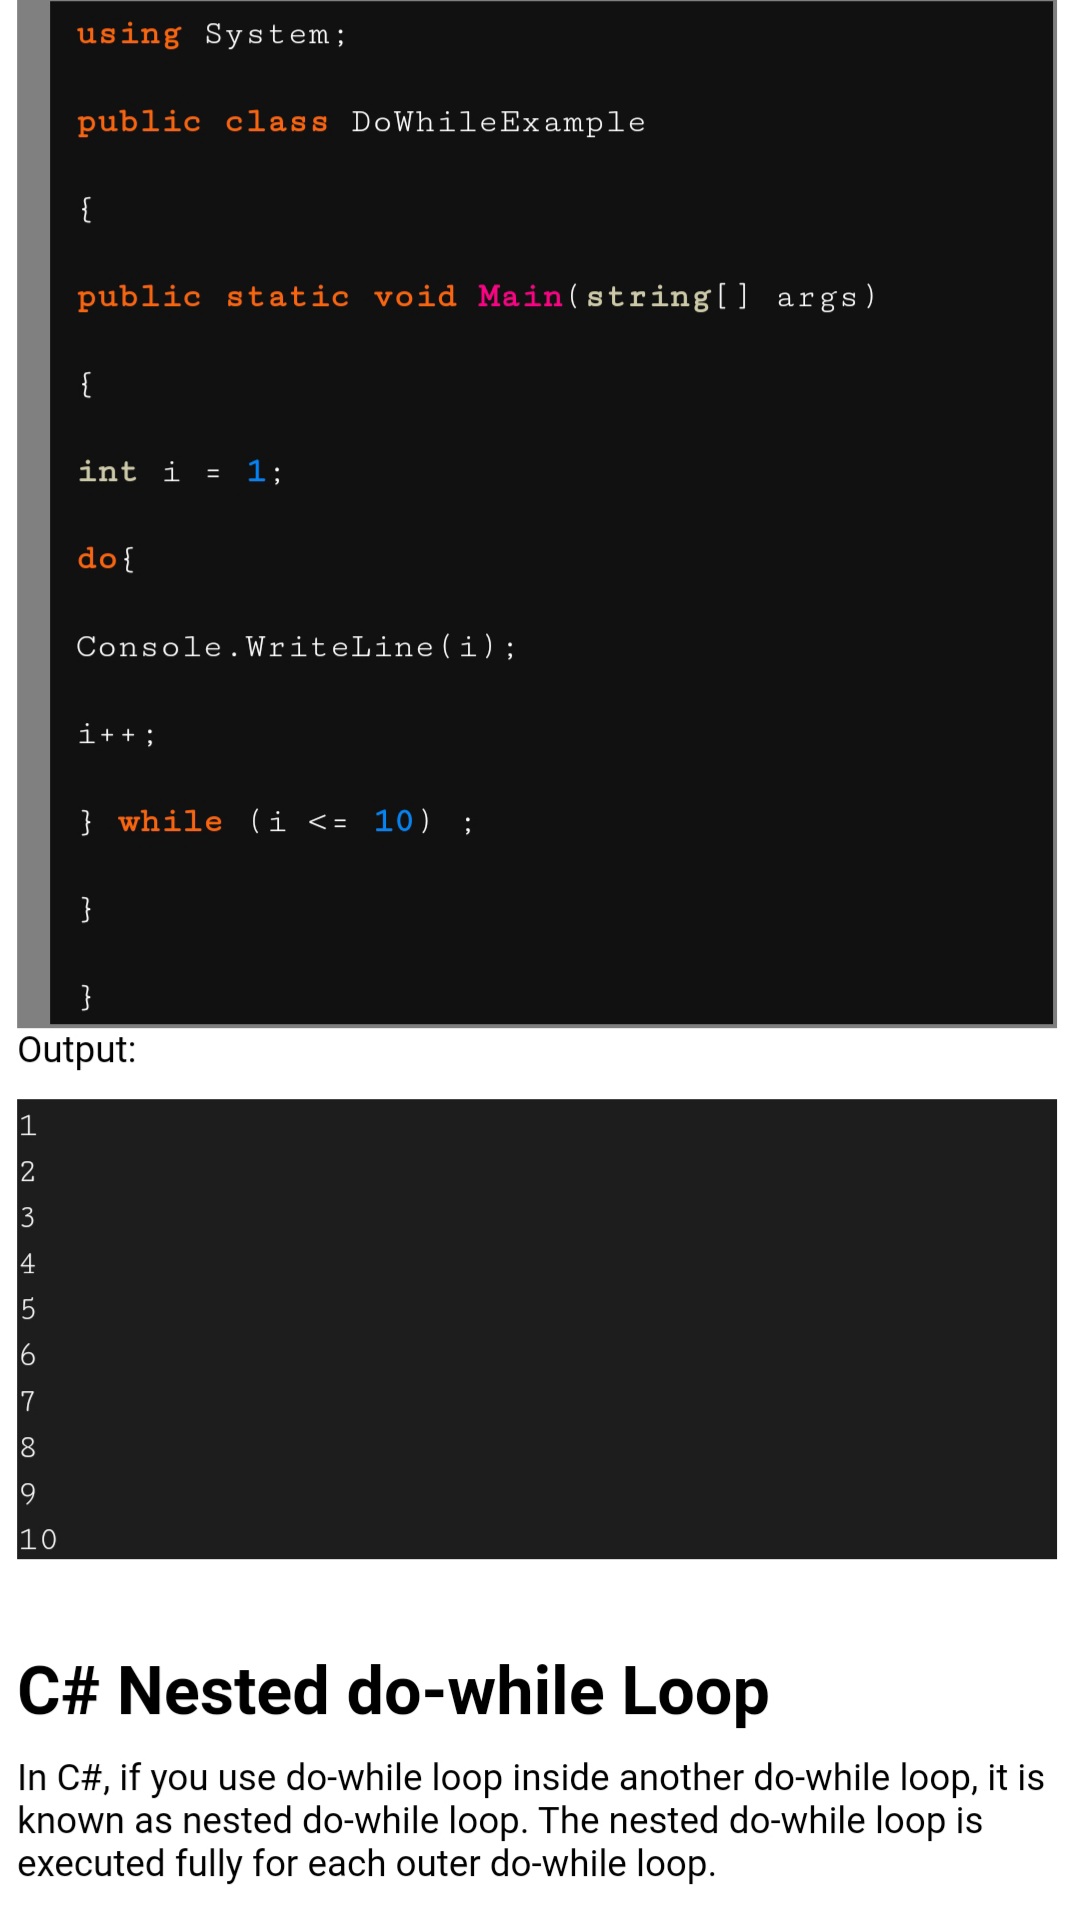 using System;
public class DoWhileExample
{
public static void Main(string[] args)
{
int i = 1;
do{
Console.WriteLine(i);
i++;
} while (i <= 10) ;
}
}
Output:
1
2
3
4
5
6
7
8
9
10
C# Nested do-while Loop
In C#, if you use do-while loop inside another do-while loop, it is
known as nested do-while loop. The nested do-while loop is
executed fully for each outer do-while loop.